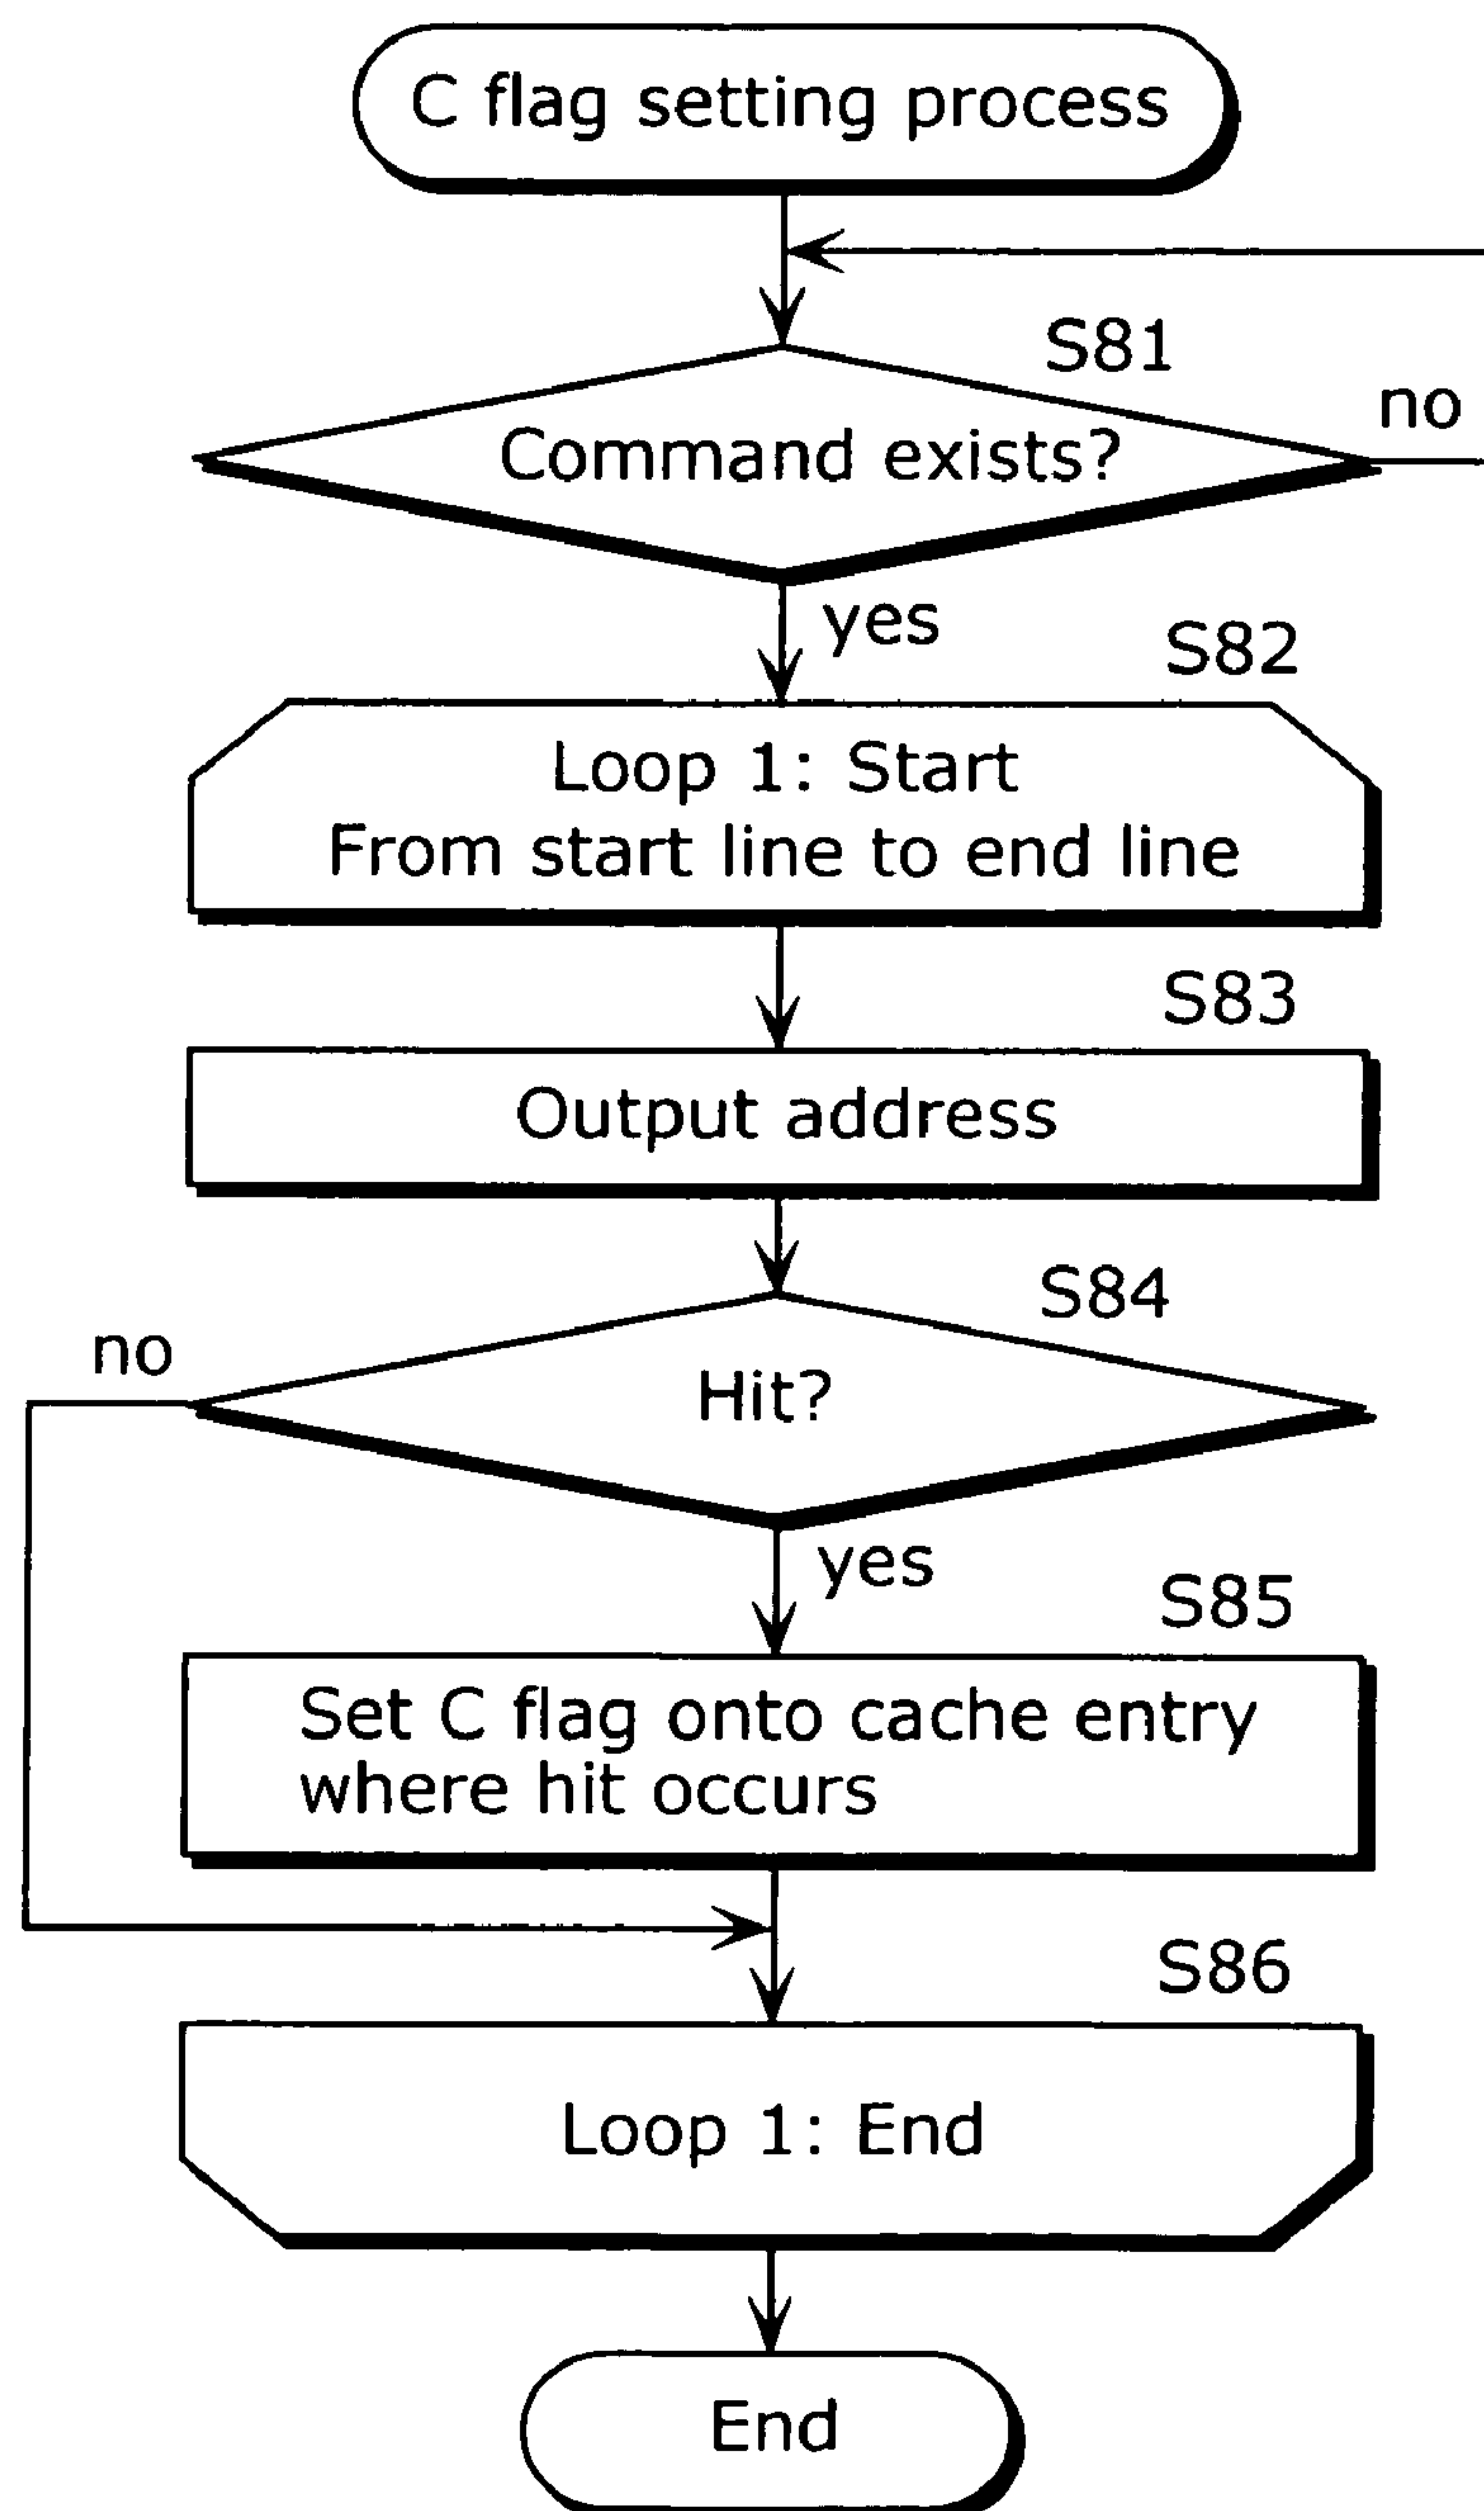 C flag setting process
S81
no
Command exists?
yes
S82
Loop 1: Start
From start line to end line
S83
Output address
S84
no
Hit?
yes
S85
Set C flag onto cache entry
where hit occurs
S86
Loop 1: End
End